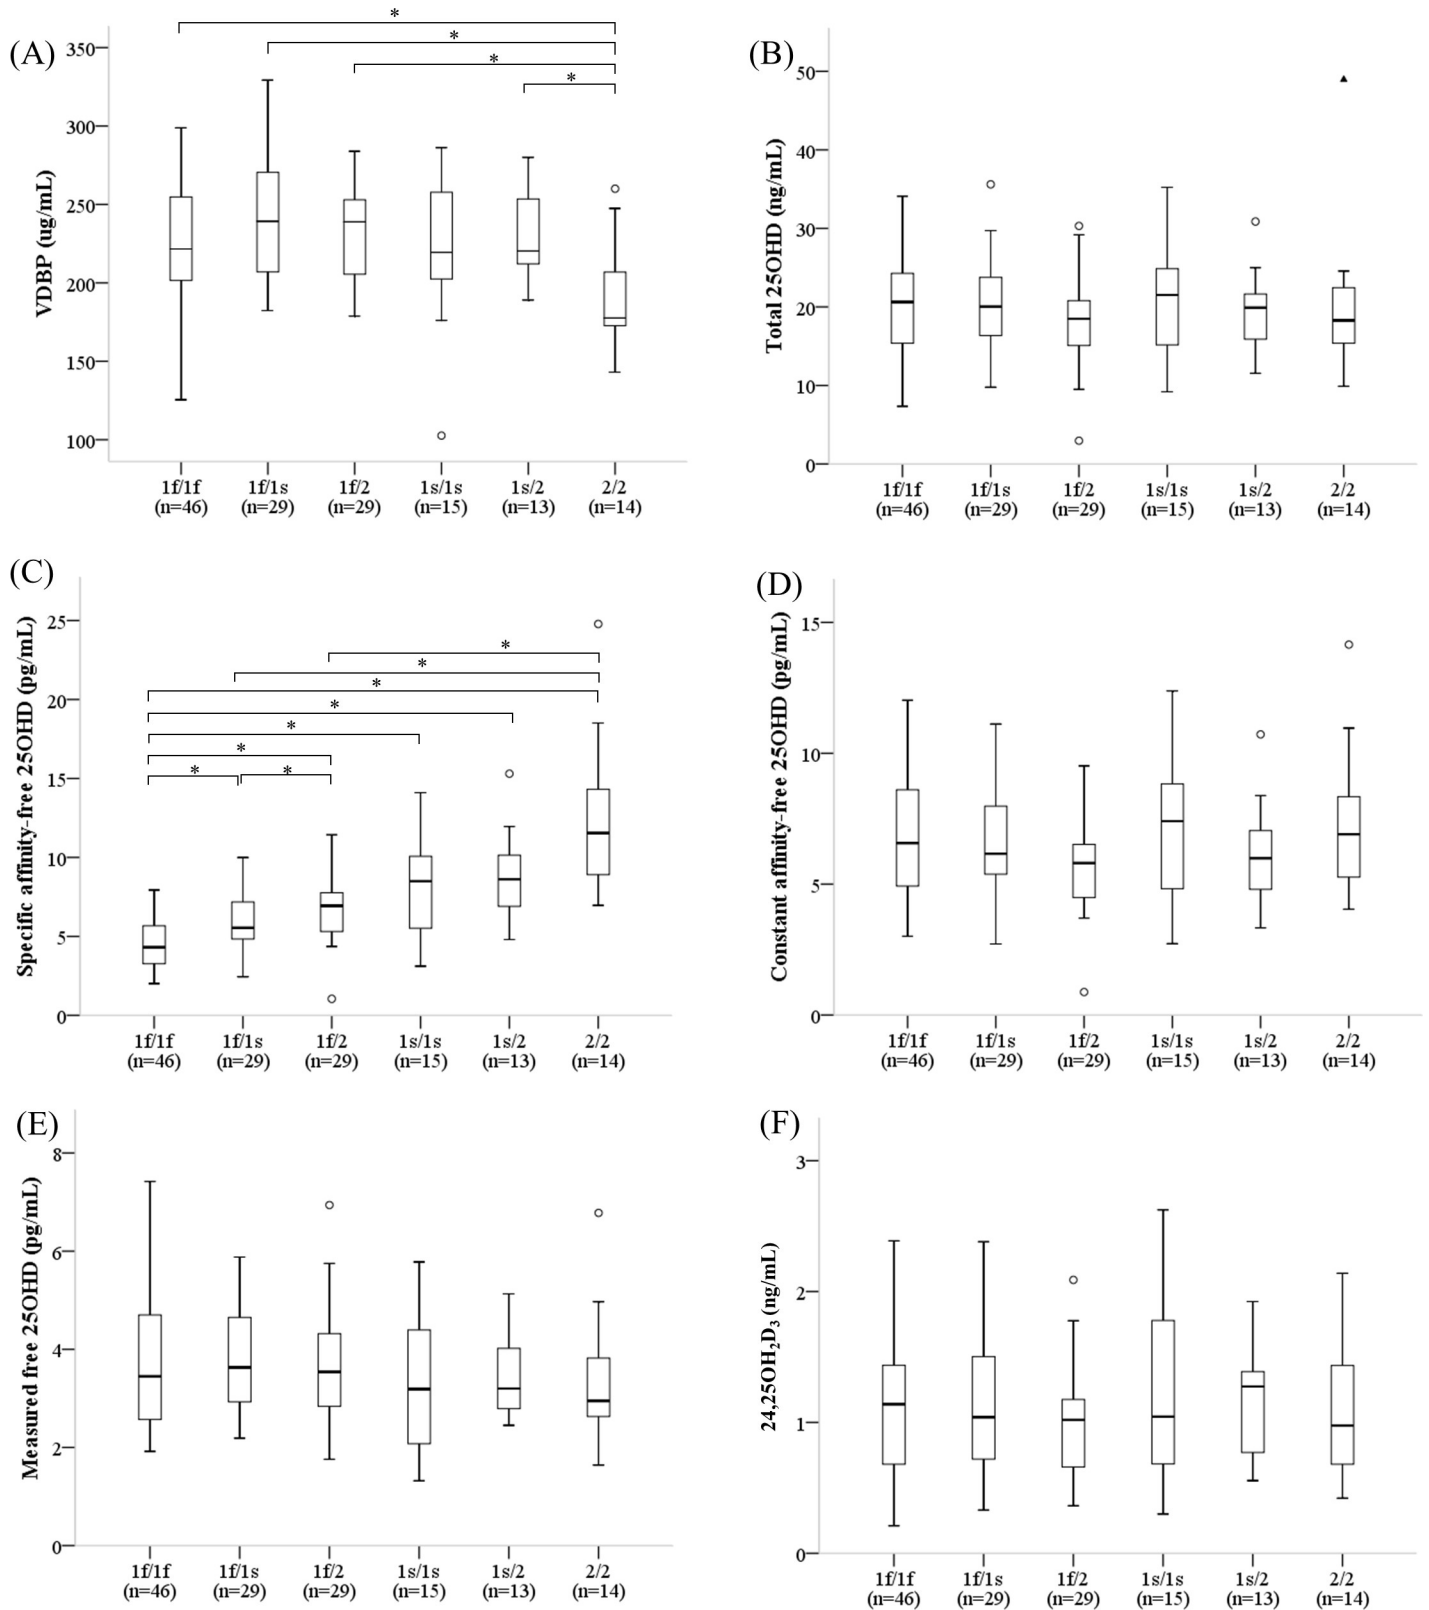 (A)
* * * *
VDBP (ug/mL)
350
300
250
200
150
100
1f/1f 1f/1s 1f/2 1s/1s 1s/2 2/2
(n=46) (n=29) (n=29) (n=15) (n=13) (n=14)
(B)
Total 25OHD (ng/mL)
50
40
30
20
10
0
1f/1f 1f/1s 1f/2 1s/1s 1s/2 2/2
(n=46) (n=29) (n=29) (n=15) (n=13) (n=14)
(C)
Specific affinity-free 25OHD (pg/mL)
25
20
15
10
5
0
* * * * * * * *
1f/1f 1f/1s 1f/2 1s/1s 1s/2 2/2
(n=46) (n=29) (n=29) (n=15) (n=13) (n=14)
(D)
Constant affinity-free 25OHD (pg/mL)
15
10
5
0
1f/1f 1f/1s 1f/2 1s/1s 1s/2 2/2
(n=46) (n=29) (n=29) (n=15) (n=13) (n=14)
(E)
Measured free 25OHD (pg/mL)
8
6
4
2
0
1f/1f 1f/1s 1f/2 1s/1s 1s/2 2/2
(n=46) (n=29) (n=29) (n=15) (n=13) (n=14)
(F)
24,25OH₂D₃ (ng/mL)
3
2
1
0
1f/1f 1f/1s 1f/2 1s/1s 1s/2 2/2
(n=46) (n=29) (n=29) (n=15) (n=13) (n=14)